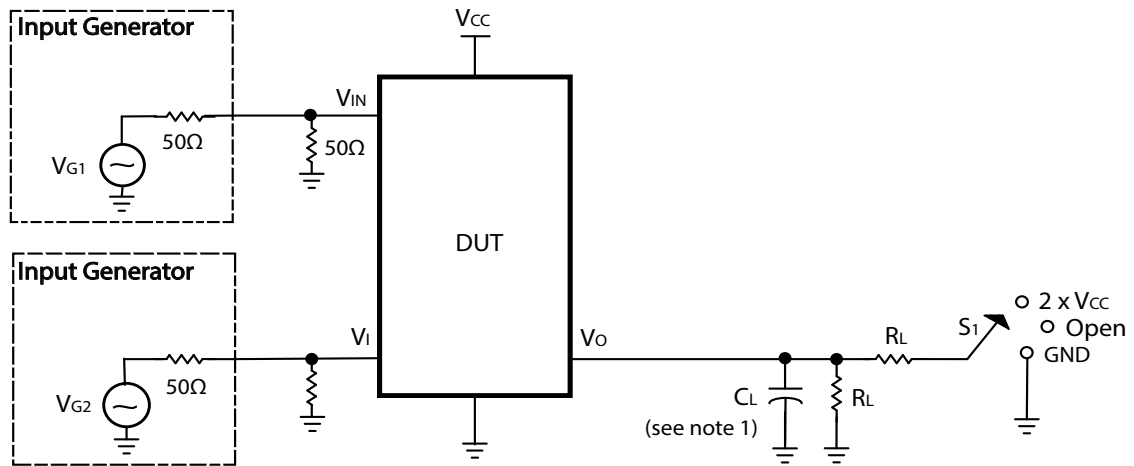 Input Generator
VCC
VIN
50Ω
50Ω
VG1
DUT
Input Generator
VI
VO
50Ω
VG2
RL
S1
2 x VCC
Open
GND
CL
RL
(see note 1)